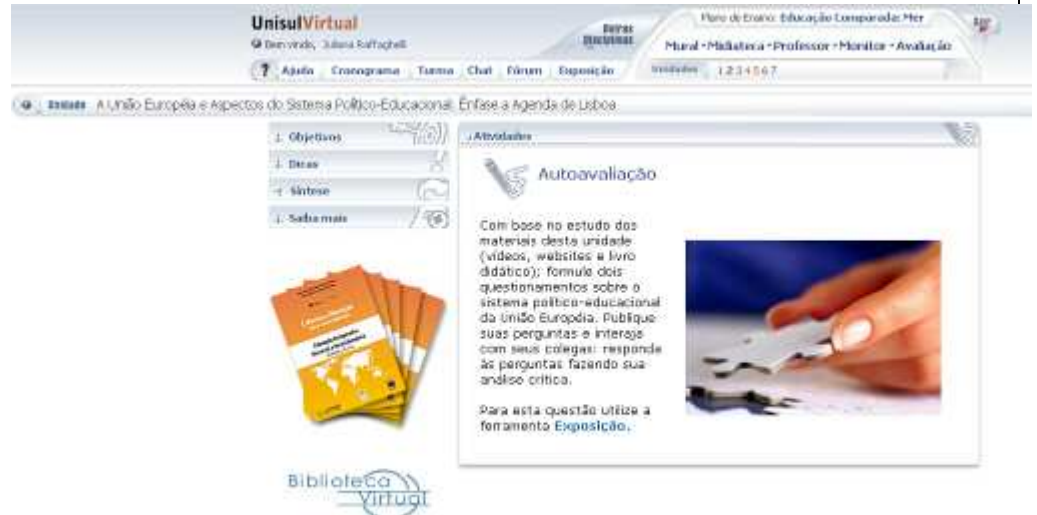 UnisulVirtual
Outras
Disciplinas
Plano de Ensino: Educação Comparada: Mer
Bem vindo, Juliana Raffaghelli
Mural • Midiateca • Professor • Monitor • Avaliação
? Ajuda Cronograma Turma Chat Fórum Exposição
Unidades 1 2 3 4 5 6 7
Unidade A União Européia e Aspectos do Sistema Político-Educacional: Ênfase a Agenda de Lisboa
Objetivos
Dicas
Síntese
Saiba mais
Atividades
Autoavaliação
Com base no estudo dos
materiais desta unidade
(vídeos, websites e livro
didático); formule dois
questionamentos sobre o
sistema político-educacional
da União Européia. Publique
suas perguntas e interaja
com seus colegas: responda
às perguntas fazendo sua
análise crítica.
Para esta questão utilize a
ferramenta Exposição.
Biblioteca
Virtual